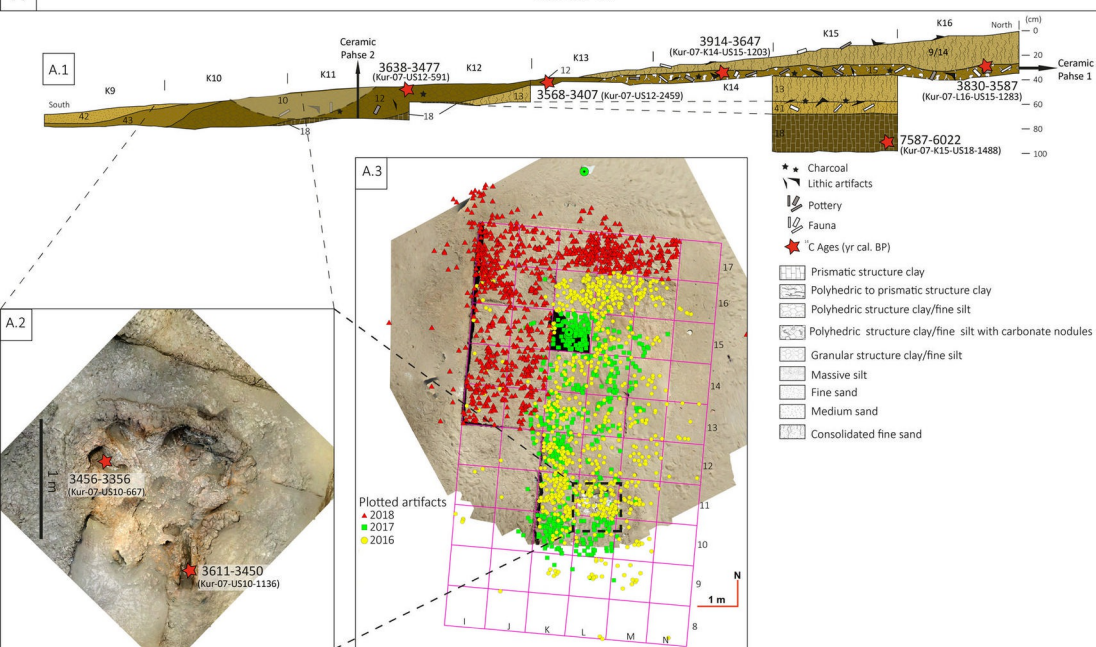 K16
North
(cm)
0
K15
3914-3647
(Kur-07-K14-US15-1203)
9/14
20
Ceramic
Pahse 2
A.1
K13
3638-3477
(Kur-07-US12-591)
K12
12
Ceramic
Pahse 1
K11
K10
40
K14
3830-3587
(Kur-07-L16-US15-1283)
K9
South
10
12
13
3568-3407 (Kur-07-US12-2459)
13
60
42
43
18
18
41
80
18
7587-6022
(Kur-07-K15-US18-1488)
100
A.3
Charcoal
Lithic artifacts
Pottery
Fauna
14C Ages (yr cal. BP)
Prismatic structure clay
Polyhedric to prismatic structure clay
Polyhedric structure clay/fine silt
Polyhedric structure clay/fine silt with carbonate nodules
Granular structure clay/fine silt
Massive silt
Fine sand
Medium sand
Consolidated fine sand
17
16
15
14
13
12
11
10
9
8
I J K L M N
Plotted artifacts
2018
2017
2016
N
1 m
A.2
1 m
3456-3356
(Kur-07-US10-667)
3611-3450
(Kur-07-US10-1136)